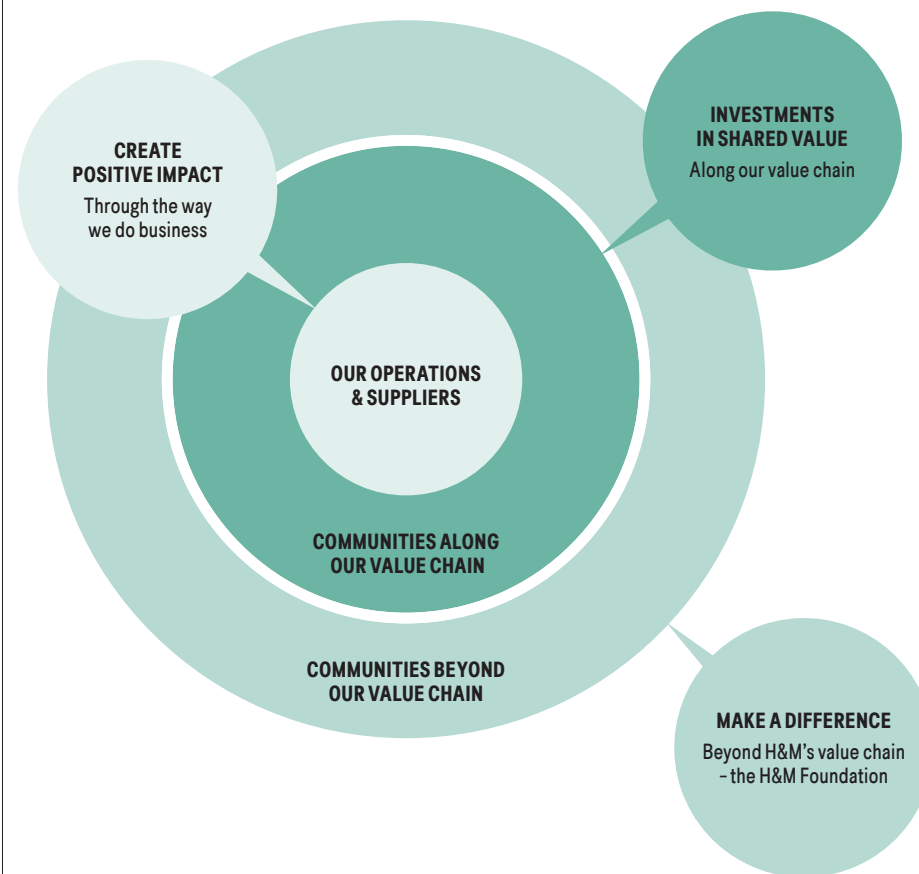 INVESTMENTS
IN SHARED VALUE
Along our value chain
CREATE
POSITIVE IMPACT
Through the way
we do business
OUR OPERATIONS
& SUPPLIERS
COMMUNITIES ALONG
OUR VALUE CHAIN
COMMUNITIES BEYOND
OUR VALUE CHAIN
MAKE A DIFFERENCE
Beyond H&M’s value chain
– the H&M Foundation